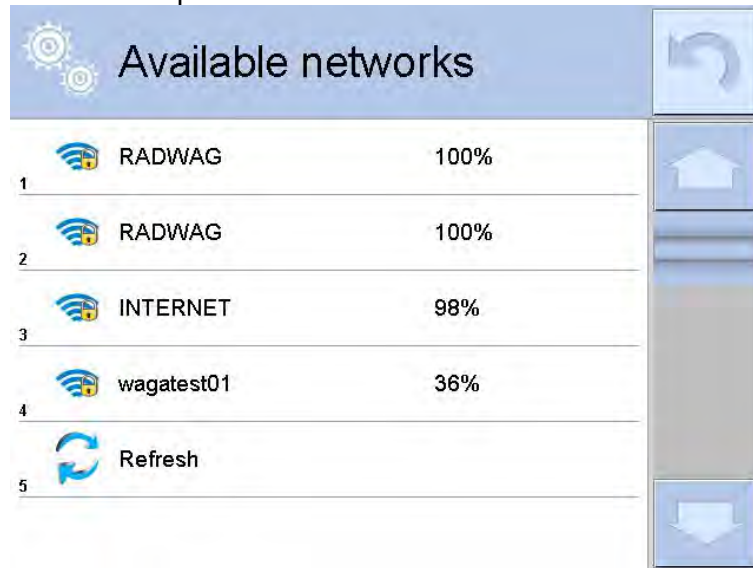 Available networks
1 RADWAG 100%
2 RADWAG 100%
3 INTERNET 98%
4 wagatest01 36%
5 Refresh